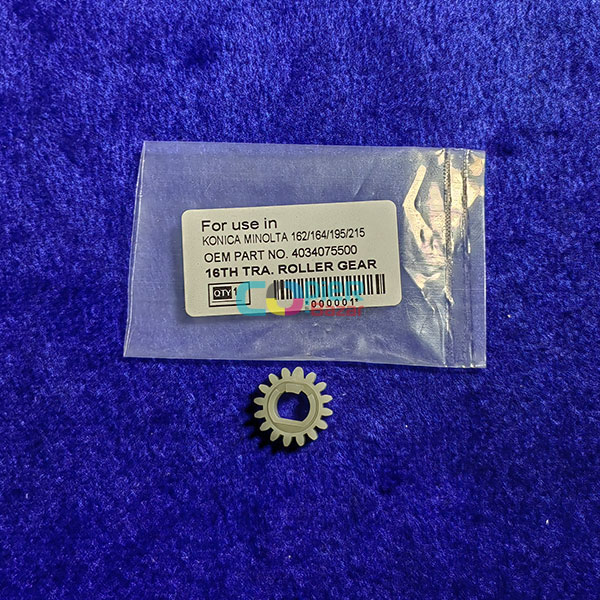 For use in
KONICA MINOLTA 162/164/195/215
OEM PART NO. 4034075500
16TH TRA. ROLLER GEAR
QTY 1
000001